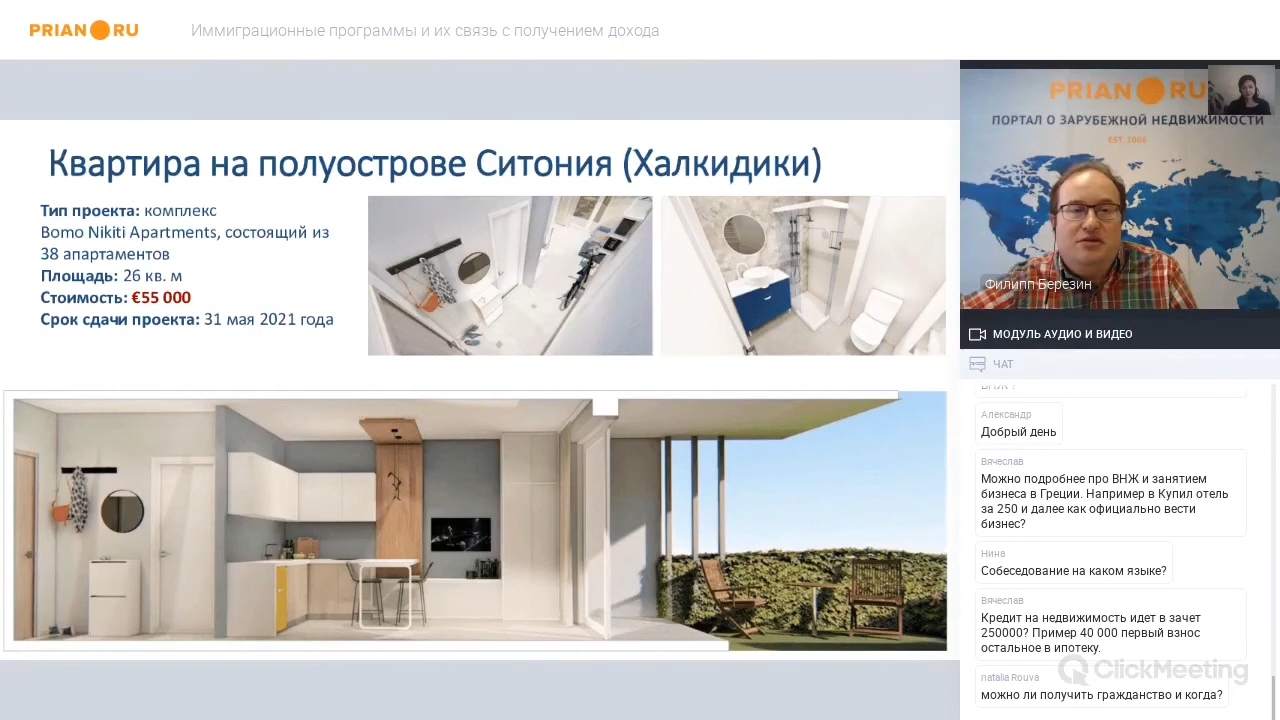 PRIAN RU
Иммиграционные программы и их связь с получением дохода
Квартира на полуострове Ситония (Халкидики)
Тип проекта: комплекс
Bomo Nikiti Apartments, состоящий из
38 апартаментов
Площадь: 26 кв. м
Стоимость: €55 000
Срок сдачи проекта: 31 мая 2021 года
PRIAN RU
ПОРТАЛ О ЗАРУБЕЖНОЙ НЕДВИЖИМОСТИ
EST. 2006
Филипп Березин
МОДУЛЬ АУДИО И ВИДЕО
ЧАТ
ВНЖ ?
Александр
Добрый день
Вячеслав
Можно подробнее про ВНЖ и занятием
бизнеса в Греции. Например в Купил отель
за 250 и далее как официально вести
бизнес?
Нина
Собеседование на каком языке?
Вячеслав
Кредит на недвижимость идет в зачет
250000? Пример 40 000 первый взнос
остальное в ипотеку.
ClickMeeting
natalia Rouva
можно ли получить гражданство и когда?